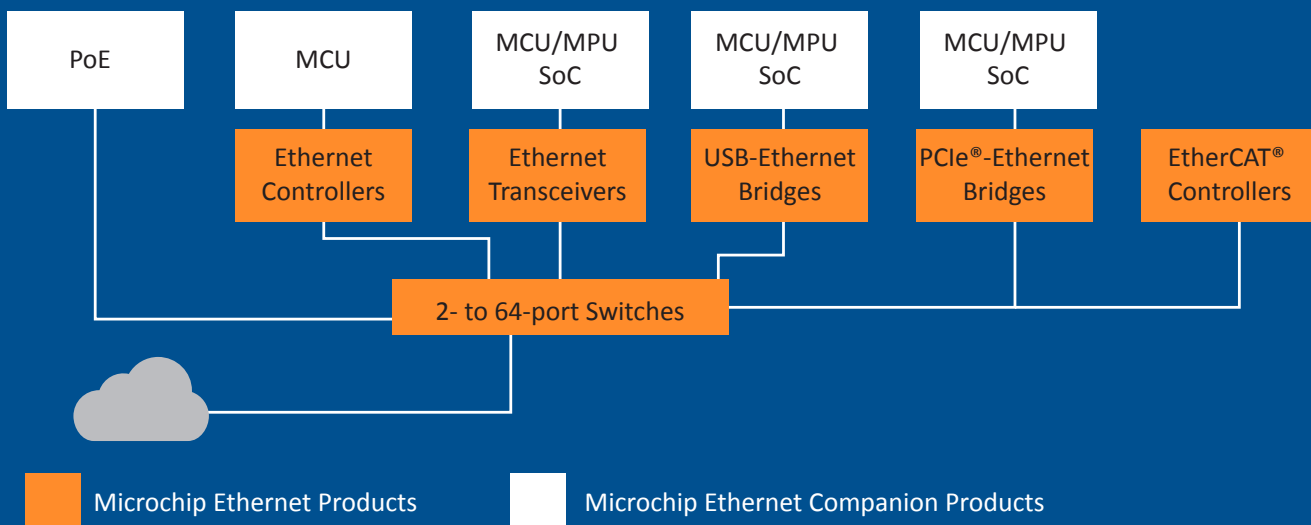 PoE
MCU
MCU/MPU
SoC
MCU/MPU
SoC
MCU/MPU
SoC
Ethernet
Controllers
Ethernet
Transceivers
USB-Ethernet
Bridges
PCIe®-Ethernet
Bridges
EtherCAT®
Controllers
2- to 64-port Switches
Microchip Ethernet Products
Microchip Ethernet Companion Products